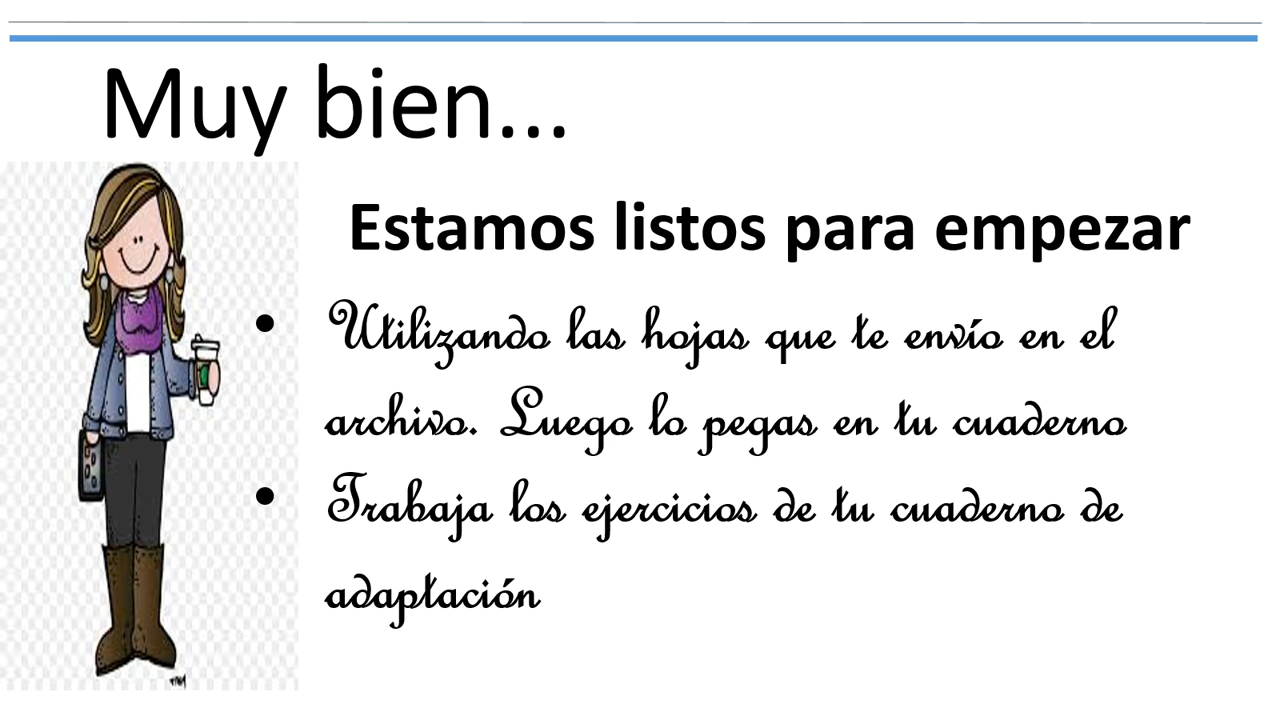 Muy bien...
Estamos listos para empezar
• Utilizando las hojas que te envío en el
archivo. Luego lo pegas en tu cuaderno
• Trabaja los ejercicios de tu cuaderno de
adaptación